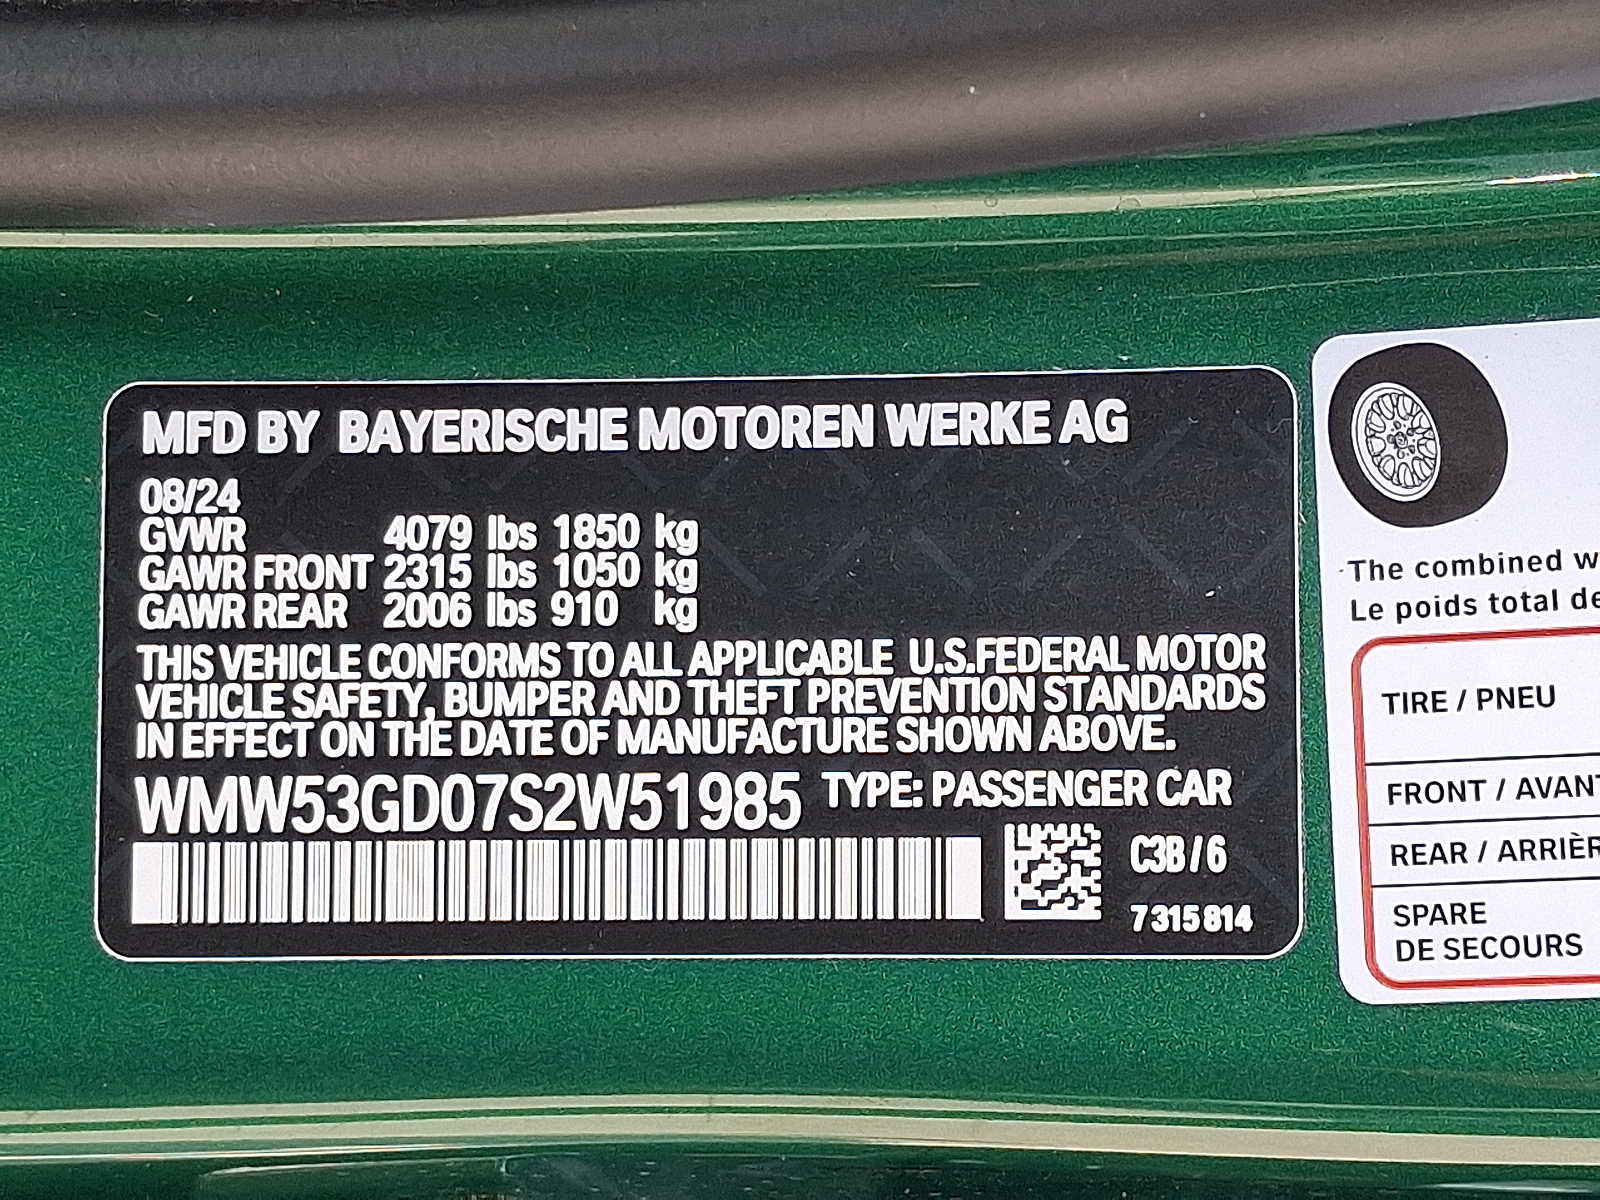 MFD BY BAYERISCHE MOTOREN WERKE AG
08/24
GVWR 4079 lbs 1850 kg
GAWR FRONT 2315 lbs 1050 kg
GAWR REAR 2006 lbs 910 kg
THIS VEHICLE CONFORMS TO ALL APPLICABLE U.S.FEDERAL MOTOR
VEHICLE SAFETY, BUMPER AND THEFT PREVENTION STANDARDS
IN EFFECT ON THE DATE OF MANUFACTURE SHOWN ABOVE.
WMW53GD07S2W51985 TYPE: PASSENGER CAR
C3B/6
7315814
The combined w
Le poids total de
TIRE / PNEU
FRONT / AVANT
REAR / ARRIÈR
SPARE
DE SECOURS